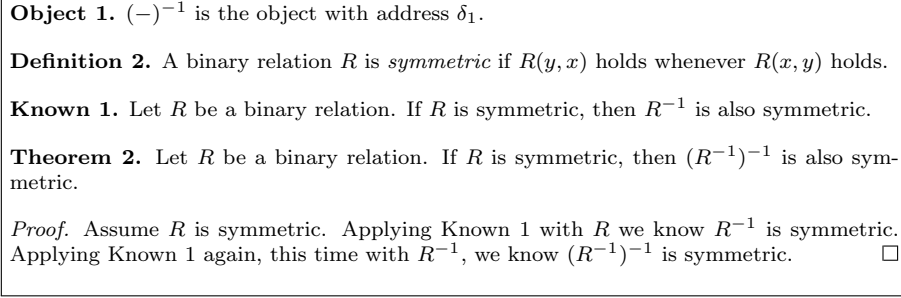 Object 1. (−)⁻¹ is the object with address δ₁.
Definition 2. A binary relation R is symmetric if R(y, x) holds whenever R(x, y) holds.
Known 1. Let R be a binary relation. If R is symmetric, then R⁻¹ is also symmetric.
Theorem 2. Let R be a binary relation. If R is symmetric, then (R⁻¹)⁻¹ is also sym-
metric.
Proof. Assume R is symmetric. Applying Known 1 with R we know R⁻¹ is symmetric.
Applying Known 1 again, this time with R⁻¹, we know (R⁻¹)⁻¹ is symmetric. □